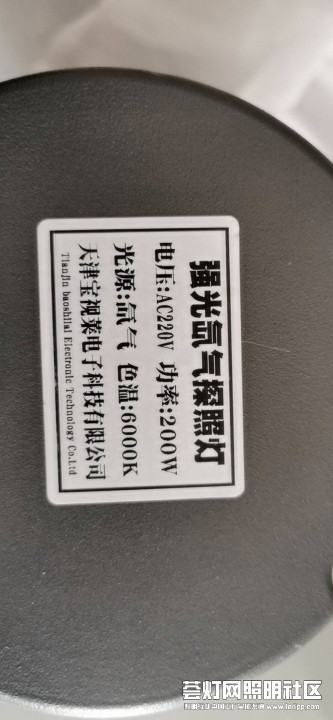 强光氙气探照灯
电压:AC220V 功率:200W
光源:氙气 色温:6000K
天津宝视莱电子科技有限公司
Tianjin baoshilai Electronic Technology Co.Ltd
荟灯网照明社区